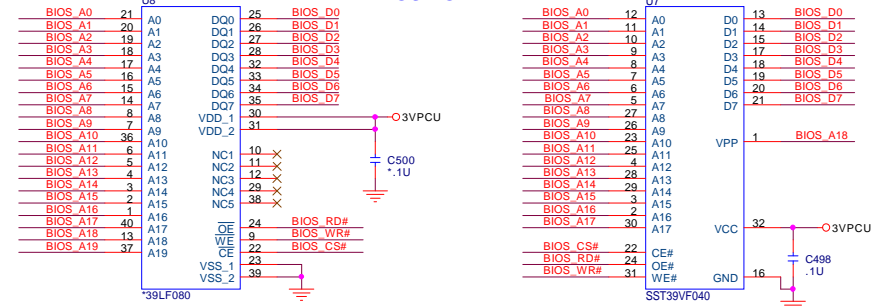 U8
BIOS_A0 21 A0 DQ0 25 BIOS_D0
BIOS_A1 20 A1 DQ1 26 BIOS_D1
BIOS_A2 19 A2 DQ2 27 BIOS_D2
BIOS_A3 18 A3 DQ3 28 BIOS_D3
BIOS_A4 17 A4 DQ4 32 BIOS_D4
BIOS_A5 16 A5 DQ5 33 BIOS_D5
BIOS_A6 15 A6 DQ6 34 BIOS_D6
BIOS_A7 14 A7 DQ7 35 BIOS_D7
BIOS_A8 8 A8 VDD_1 30 3VPCU
BIOS_A9 7 A9 VDD_2 31
BIOS_A10 36 A10
BIOS_A11 6 A11 NC1 10
BIOS_A12 5 A12 NC2 11
BIOS_A13 4 A13 NC3 12
BIOS_A14 3 A14 NC4 29
BIOS_A15 2 A15 NC5 38
BIOS_A16 1 A16
BIOS_A17 40 A17 OE 24 BIOS_RD#
BIOS_A18 13 A18 WE 9 BIOS_WR#
BIOS_A19 37 A19 CE 22 BIOS_CS#
VSS_1 23
VSS_2 39
*39LF080
C500
*.1U
U7
BIOS_A0 12 A0 D0 13 BIOS_D0
BIOS_A1 11 A1 D1 14 BIOS_D1
BIOS_A2 10 A2 D2 15 BIOS_D2
BIOS_A3 9 A3 D3 17 BIOS_D3
BIOS_A4 8 A4 D4 18 BIOS_D4
BIOS_A5 7 A5 D5 19 BIOS_D5
BIOS_A6 6 A6 D6 20 BIOS_D6
BIOS_A7 5 A7 D7 21 BIOS_D7
BIOS_A8 27 A8
BIOS_A9 26 A9
BIOS_A10 23 A10 VPP 1 BIOS_A18
BIOS_A11 25 A11
BIOS_A12 4 A12
BIOS_A13 28 A13
BIOS_A14 29 A14
BIOS_A15 3 A15
BIOS_A16 2 A16
BIOS_A17 30 A17 VCC 32 3VPCU
BIOS_CS# 22 CE#
BIOS_RD# 24 OE#
BIOS_WR# 31 WE# GND 16
SST39VF040
C498
.1U